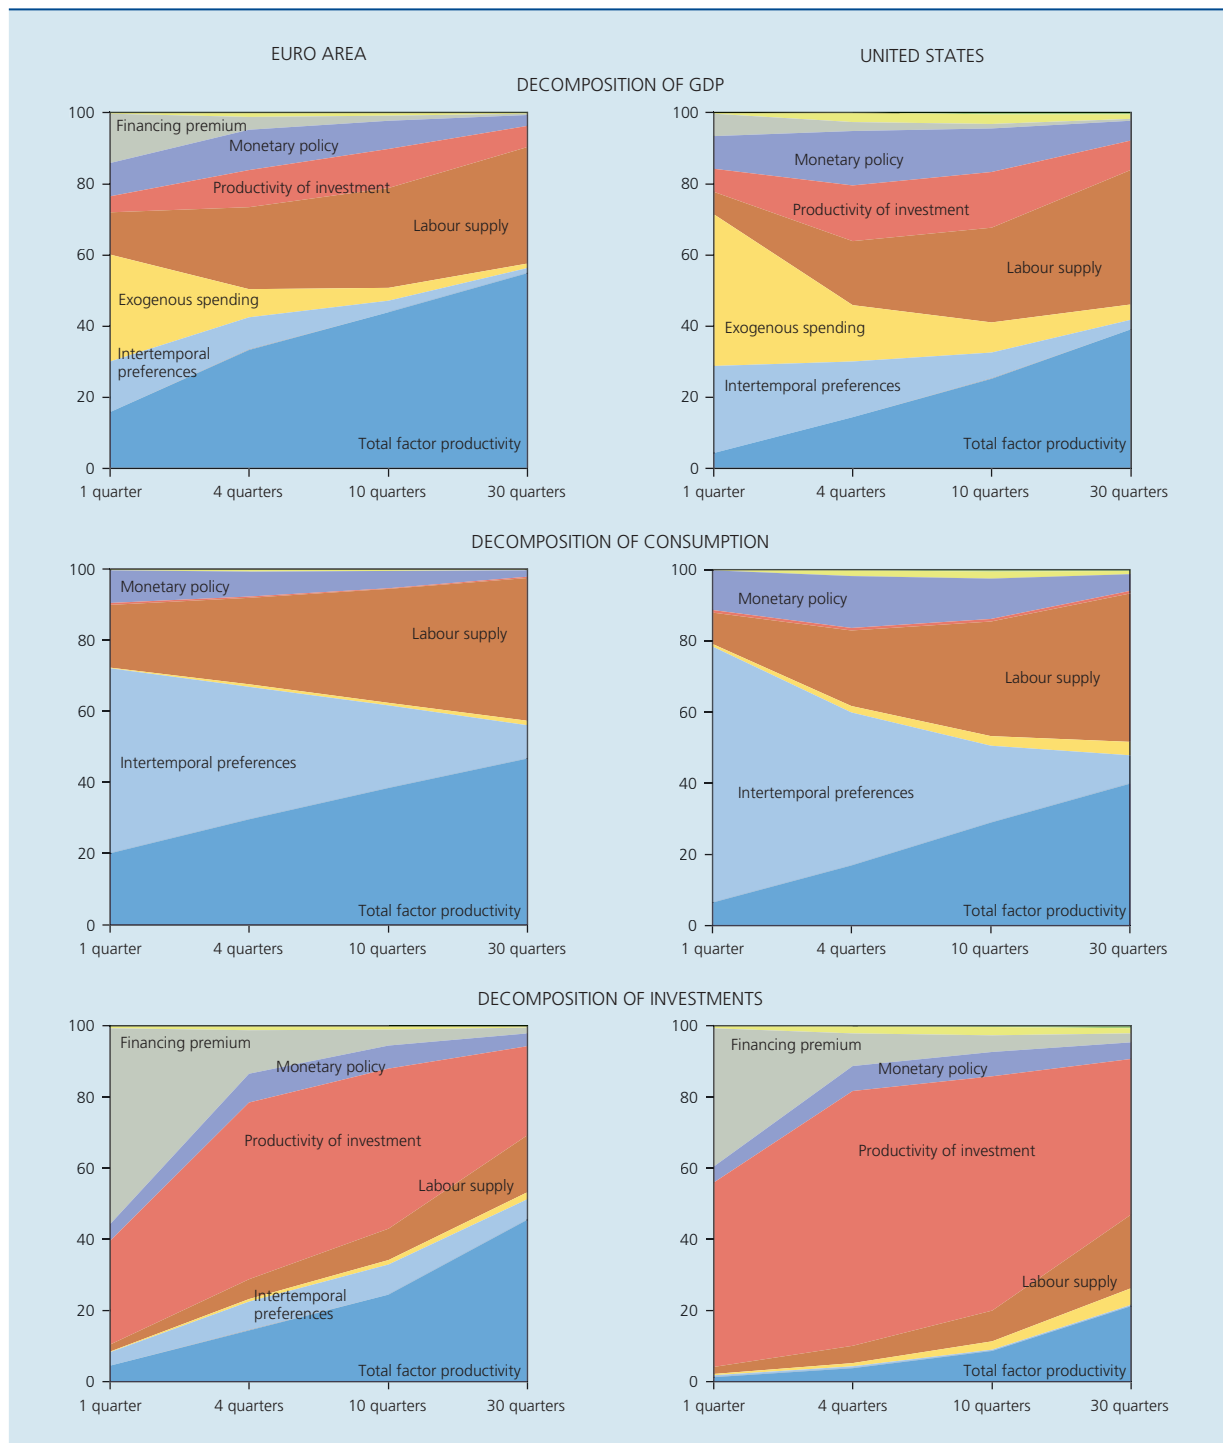 EURO AREA
UNITED STATES
DECOMPOSITION OF GDP
100
80
60
40
20
0
Financing premium
Monetary policy
Productivity of investment
Labour supply
Exogenous spending
Intertemporal
preferences
Total factor productivity
1 quarter
4 quarters
10 quarters
30 quarters
100
80
60
40
20
0
Monetary policy
Productivity of investment
Labour supply
Exogenous spending
Intertemporal preferences
Total factor productivity
1 quarter
4 quarters
10 quarters
30 quarters
DECOMPOSITION OF CONSUMPTION
100
80
60
40
20
0
Monetary policy
Labour supply
Intertemporal preferences
Total factor productivity
1 quarter
4 quarters
10 quarters
30 quarters
100
80
60
40
20
0
Monetary policy
Labour supply
Intertemporal preferences
Total factor productivity
1 quarter
4 quarters
10 quarters
30 quarters
DECOMPOSITION OF INVESTMENTS
100
80
60
40
20
0
Financing premium
Monetary policy
Productivity of investment
Labour supply
Intertemporal
preferences
Total factor productivity
1 quarter
4 quarters
10 quarters
30 quarters
100
80
60
40
20
0
Financing premium
Monetary policy
Productivity of investment
Labour supply
Total factor productivity
1 quarter
4 quarters
10 quarters
30 quarters